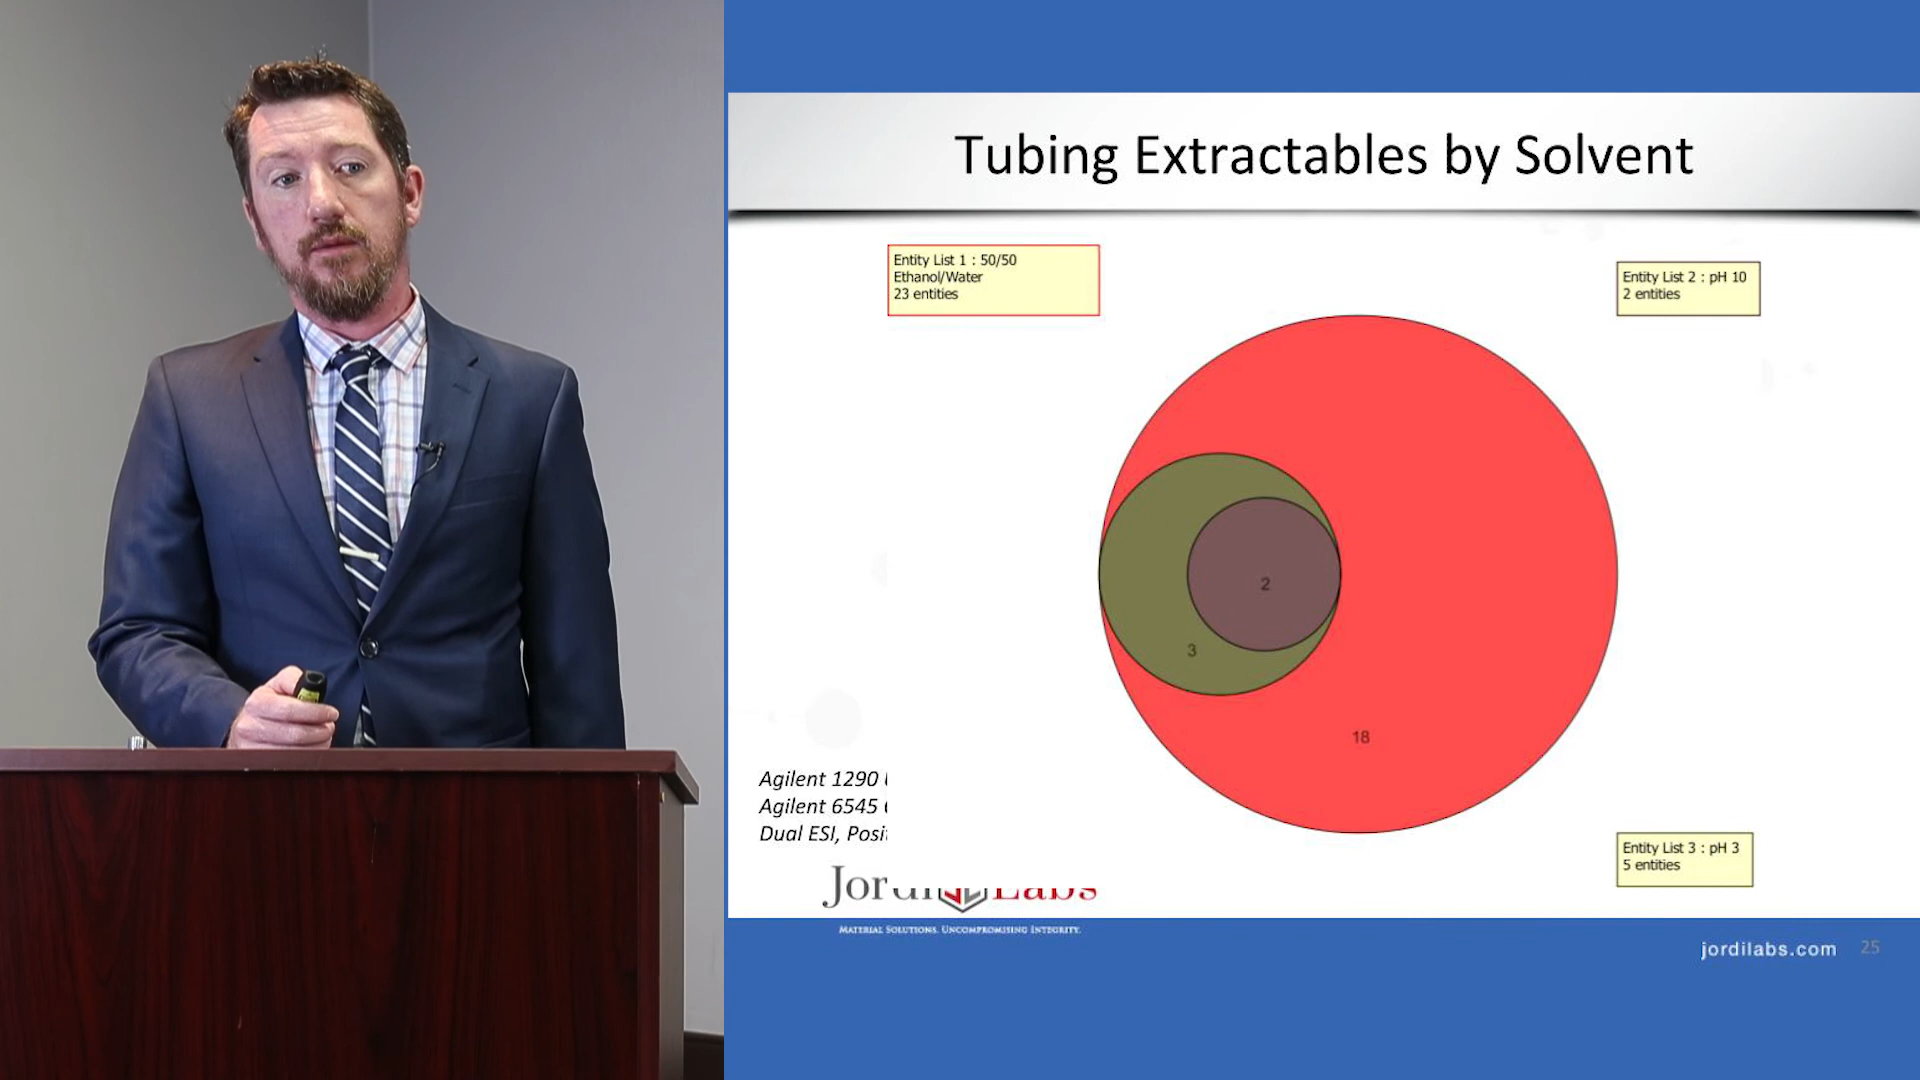 Tubing Extractables by Solvent
Entity List 1 : 50/50
Ethanol/Water
23 entities
Entity List 2 : pH 10
2 entities
2
3
18
Agilent 1290
Agilent 6545
Dual ESI,
Entity List 3 : pH 3
5 entities
Jordi Labs
MATERIAL SOLUTIONS. UNCOMPROMISING INTEGRITY.
jordilabs.com 25